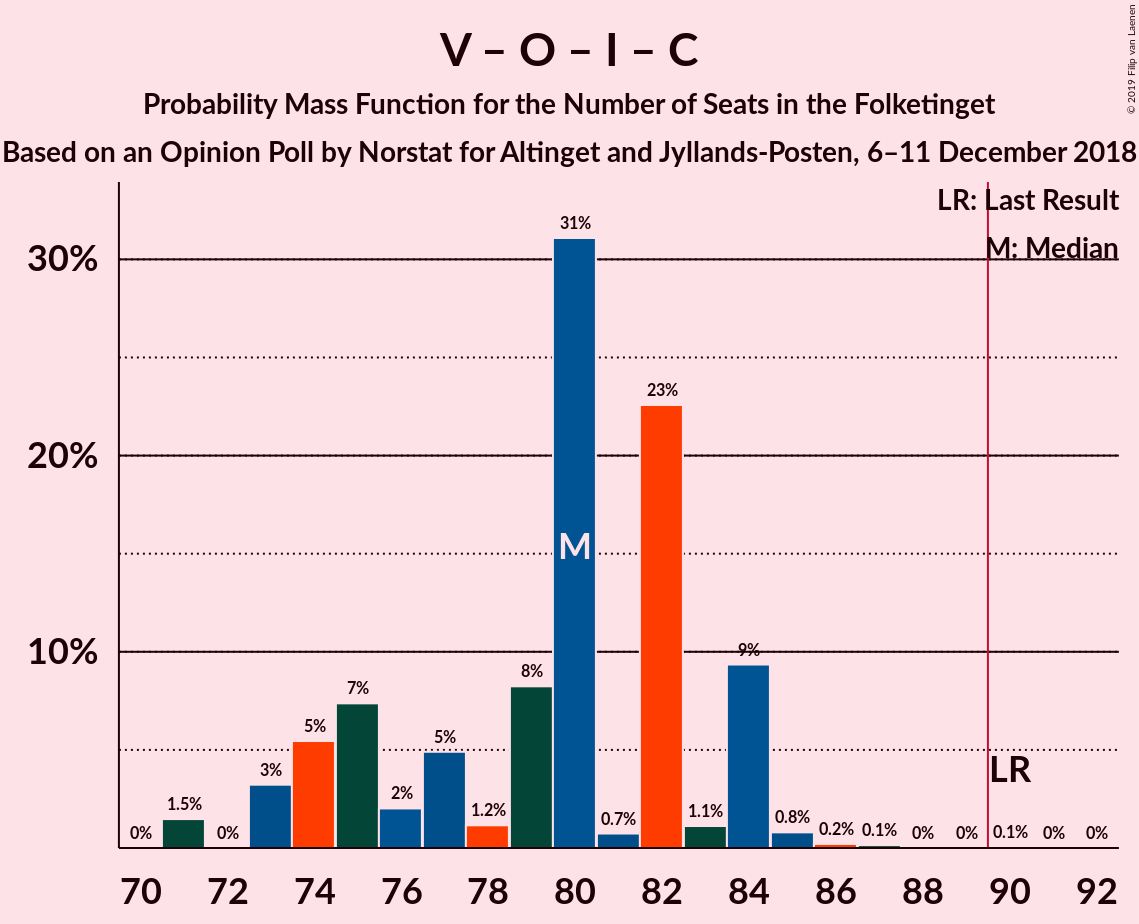 V – O – I – C
Probability Mass Function for the Number of Seats in the Folketinget
Based on an Opinion Poll by Norstat for Altinget and Jyllands-Posten, 6–11 December 2018
© 2019 Filip van Laenen
LR: Last Result
M: Median
30%
20%
10%
0%
1.5%
0%
3%
5%
7%
2%
5%
1.2%
8%
31%
0.7%
23%
1.1%
9%
0.8%
0.2%
0.1%
0%
0%
0.1%
0%
0%
M
LR
70 72 74 76 78 80 82 84 86 88 90 92